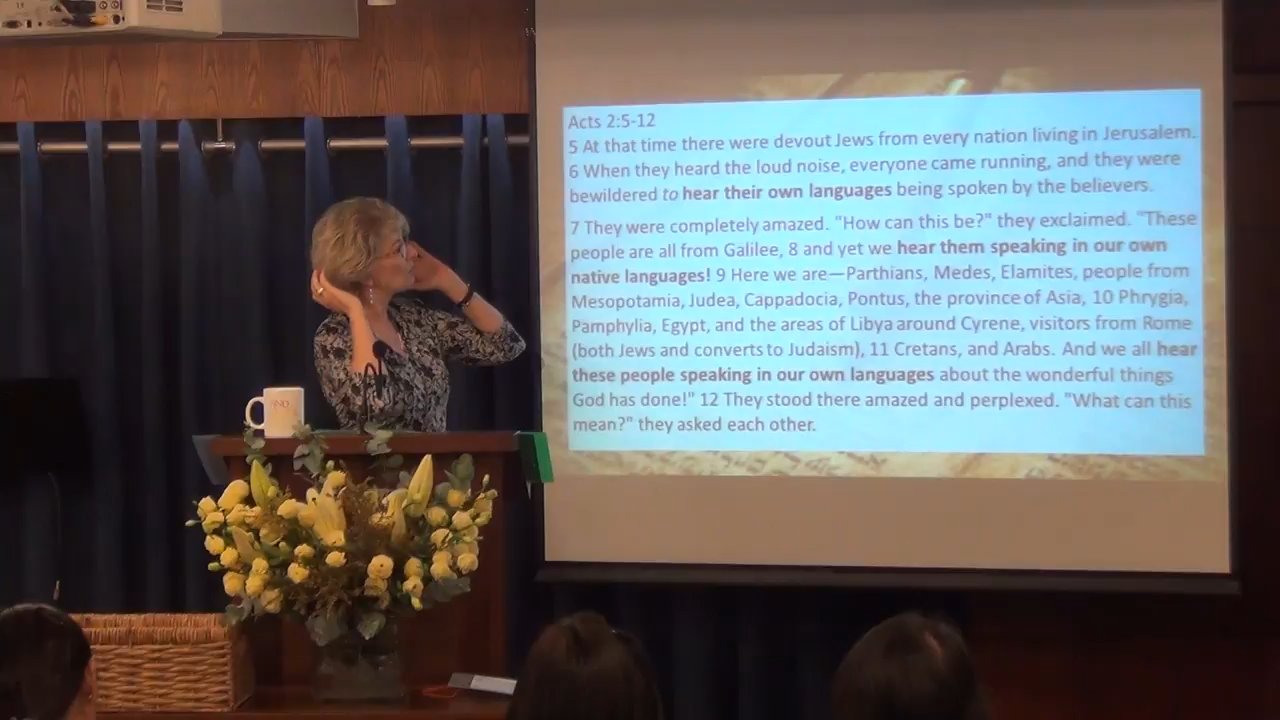 Acts 2:5-12
5 At that time there were devout Jews from every nation living in Jerusalem.
6 When they heard the loud noise, everyone came running, and they were
bewildered to hear their own languages being spoken by the believers.
7 They were completely amazed. "How can this be?" they exclaimed. "These
people are all from Galilee, 8 and yet we hear them speaking in our own
native languages! 9 Here we are—Parthians, Medes, Elamites, people from
Mesopotamia, Judea, Cappadocia, Pontus, the province of Asia, 10 Phrygia,
Pamphylia, Egypt, and the areas of Libya around Cyrene, visitors from Rome
(both Jews and converts to Judaism), 11 Cretans, and Arabs. And we all hear
these people speaking in our own languages about the wonderful things
God has done!" 12 They stood there amazed and perplexed. "What can this
mean?" they asked each other.